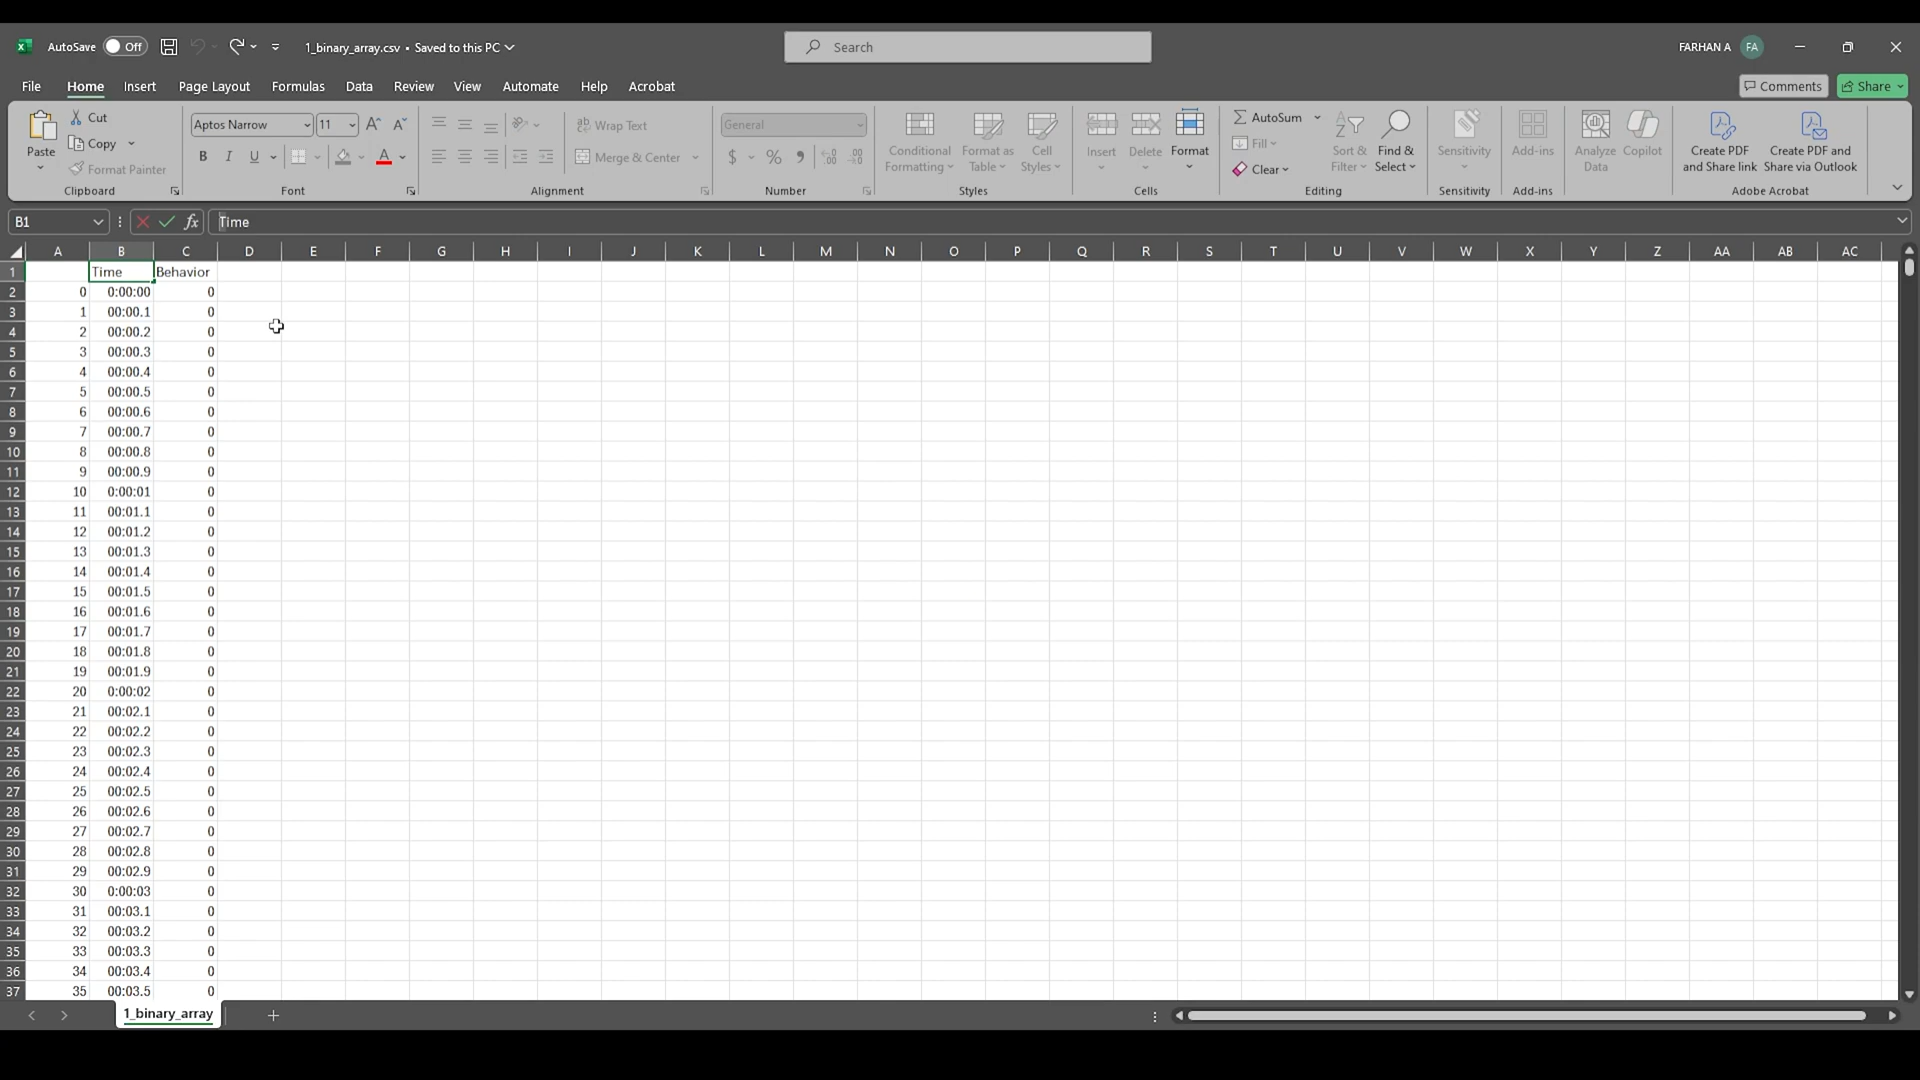 AutoSave Off 1_binary_array.csv • Saved to this PC Search FARHAN A FA
File Home Insert Page Layout Formulas Data Review View Automate Help Acrobat Comments Share
Paste Cut Copy Format Painter Clipboard
Aptos Narrow 11 A A B I U A Font
ab Wrap Text Merge & Center Alignment
General $ % , Number
Conditional Formatting Format as Table Cell Styles Styles
Insert Delete Format Cells
AutoSum Fill Clear Sort & Filter Find & Select Editing
Sensitivity Sensitivity
Add-ins Add-ins
Analyze Data Copilot
Create PDF and Share link Create PDF and Share via Outlook Adobe Acrobat
B1 fx Time
A B C D E F G H I J K L M N O P Q R S T U V W X Y Z AA AB AC
1 Time Behavior
2 0 0:00:00 0
3 1 00:00.1 0
4 2 00:00.2 0
5 3 00:00.3 0
6 4 00:00.4 0
7 5 00:00.5 0
8 6 00:00.6 0
9 7 00:00.7 0
10 8 00:00.8 0
11 9 00:00.9 0
12 10 0:00:01 0
13 11 00:01.1 0
14 12 00:01.2 0
15 13 00:01.3 0
16 14 00:01.4 0
17 15 00:01.5 0
18 16 00:01.6 0
19 17 00:01.7 0
20 18 00:01.8 0
21 19 00:01.9 0
22 20 0:00:02 0
23 21 00:02.1 0
24 22 00:02.2 0
25 23 00:02.3 0
26 24 00:02.4 0
27 25 00:02.5 0
28 26 00:02.6 0
29 27 00:02.7 0
30 28 00:02.8 0
31 29 00:02.9 0
32 30 0:00:03 0
33 31 00:03.1 0
34 32 00:03.2 0
35 33 00:03.3 0
36 34 00:03.4 0
37 35 00:03.5 0
1_binary_array